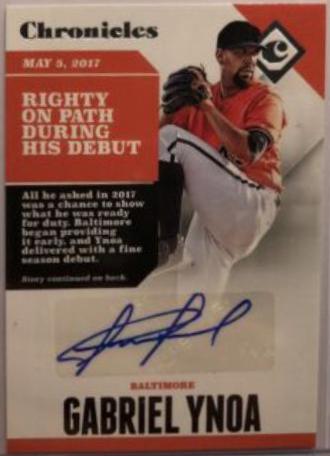 Chronicles
MAY 5, 2017
RIGHTY
ON PATH
DURING
HIS DEBUT
All he asked in 2017
was a chance to show
what he was ready
for duty. Baltimore
began providing
it early, and Ynoa
delivered with a fine
season debut.
Story continued on back.
BALTIMORE
GABRIEL YNOA